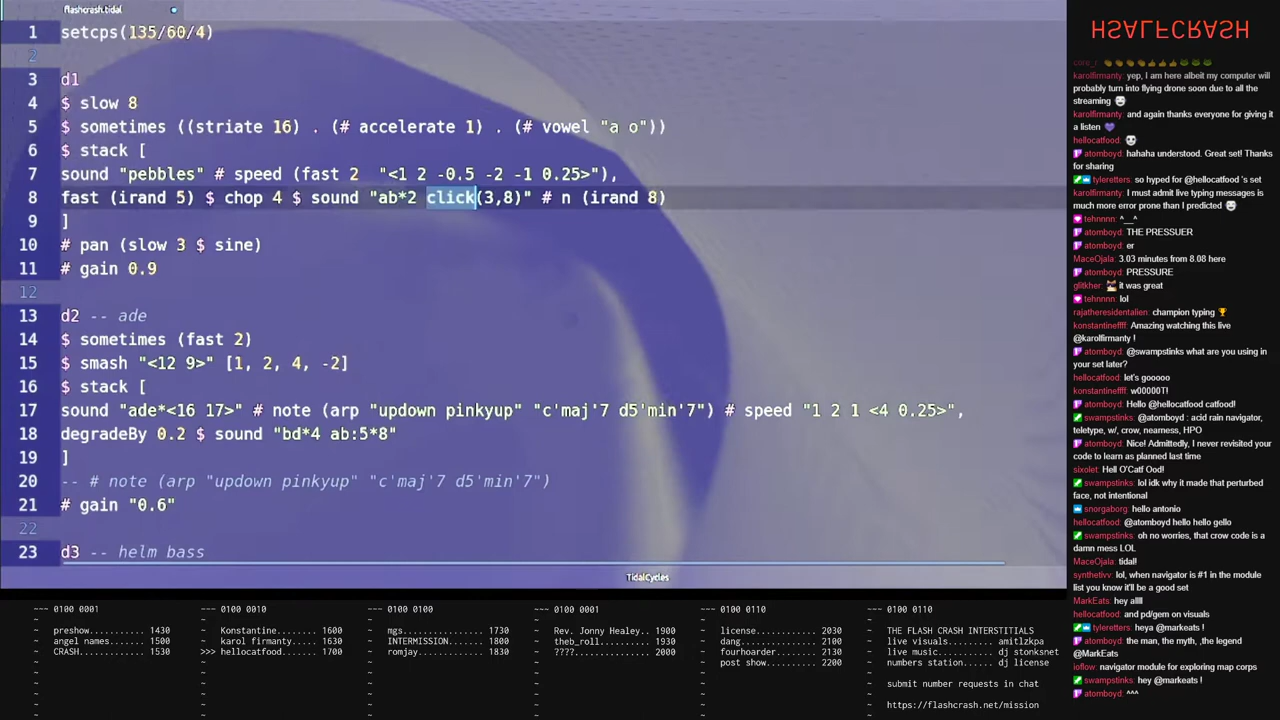 flashcrash.tidal
1 setcps(135/60/4)
2
3 d1
4 $ slow 8
5 $ sometimes ((striate 16) . (# accelerate 1) . (# vowel "a o"))
6 $ stack [
7 sound "pebbles" # speed (fast 2  "<1 2 -0.5 -2 -1 0.25>"),
8 fast (irand 5) $ chop 4 $ sound "ab*2 click(3,8)" # n (irand 8)
9 ]
10 # pan (slow 3 $ sine)
11 # gain 0.9
12
13 d2 -- ade
14 $ sometimes (fast 2)
15 $ smash "<12 9>" [1, 2, 4, -2]
16 $ stack [
17 sound "ade*<16 17>" # note (arp "updown pinkyup" "c'maj'7 d5'min'7") # speed "1 2 1 <4 0.25>",
18 degradeBy 0.2 $ sound "bd*4 ab:5*8"
19 ]
20 -- # note (arp "updown pinkyup" "c'maj'7 d5'min'7")
21 # gain "0.6"
22
23 d3 -- helm bass
TidalCycles
HSALFCRASH
core_r
karolfirmanty: yep, I am here albeit my computer will
probably turn into flying drone soon due to all the
streaming
karolfirmanty: and again thanks everyone for giving it
a listen
hellocatfood:
atomboyd: hahaha understood. Great set! Thanks
for sharing
tyleretters: so hyped for @hellocatfood 's set
karolfirmanty: I must admit live typing messages is
much more error prone than I predicted
tehnnnn: ^__^
atomboyd: THE PRESSUER
atomboyd: er
MaceOjala: 3.03 minutes from 8.08 here
atomboyd: PRESSURE
glitkher: it was great
tehnnnn: lol
rajatheresidentalien: champion typing
konstantineffff: Amazing watching this live
@karolfirmanty !
atomboyd: @swampstinks what are you using in
your set later?
hellocatfood: let's gooooo
konstantineffff: w00000T!
atomboyd: Hello @hellocatfood catfood!
swampstinks: @atomboyd : acid rain navigator,
teletype, w/, crow, nearness, HPO
atomboyd: Nice! Admittedly, I never revisited your
code to learn as planned last time
sixolet: Hell O'Catf Ood!
swampstinks: lol idk why it made that perturbed
face, not intentional
snorgaborg: hello antonio
hellocatfood: @atomboyd hello hello gello
swampstinks: oh no worries, that crow code is a
damn mess LOL
MaceOjala: tidal!
synthetivv: lol, when navigator is #1 in the module
list you know it'll be a good set
MarkEats: hey allll
hellocatfood: and pd/gem on visuals
tyleretters: heya @markeats !
atomboyd: the man, the myth, ,the legend
@MarkEats
ioflow: navigator module for exploring map corps
swampstinks: hey @markeats !
atomboyd: ^^^
~~~ 0100 0001
~ preshow............ 1430
~ angel names........ 1500
~ CRASH.............. 1530
~~~ 0100 0010
~ Konstantine........ 1600
~ karol firmanty..... 1630
>>> hellocatfood....... 1700
~~~ 0100 0100
~ mgs................ 1730
~ INTERMISSION....... 1800
~ romjay............. 1830
~~~ 0100 0001
~ Rev. Jonny Healey.. 1900
~ theb_roll.......... 1930
~ ????............... 2000
~~~ 0100 0110
~ license............ 2030
~ dang............... 2100
~ fourhoarder........ 2130
~ post show.......... 2200
~~~ 0100 0110
~ THE FLASH CRASH INTERSTITIALS
~ live visuals... amitlzkpa
~ live music..... dj stonksnet
~ numbers station..... dj license
~ submit number requests in chat
~ https://flashcrash.net/mission